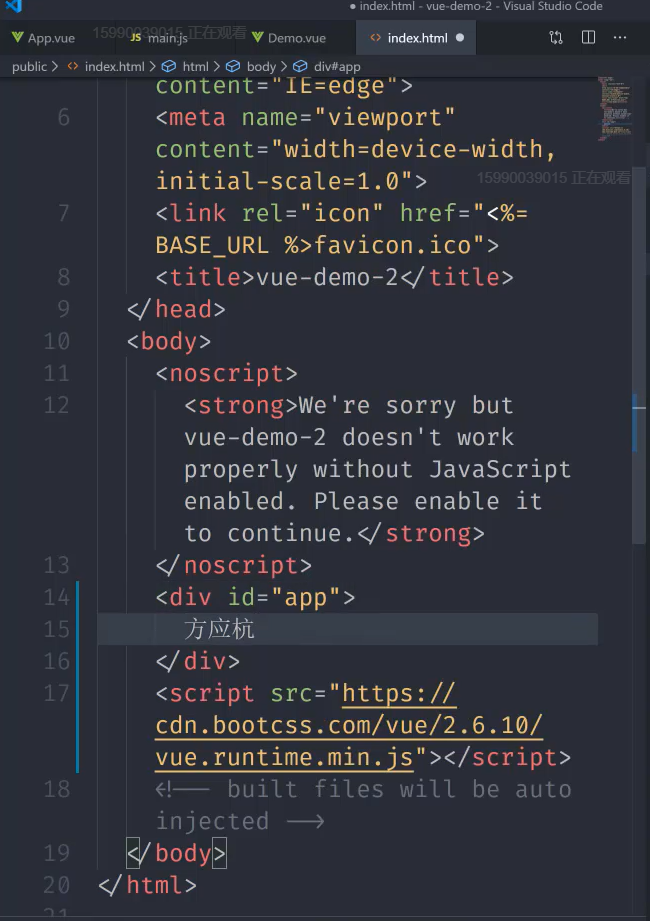 ● index.html - vue-demo-2 - Visual Studio Code
App.vue
JS main.js
Demo.vue
<> index.html ●
15990039015 正在观看
public > <> index.html > html > body > div#app
content="IE=edge">
6 <meta name="viewport"
content="width=device-width,
initial-scale=1.0">
15990039015 正在观看
7 <link rel="icon" href="<%=
BASE_URL %>favicon.ico">
8 <title>vue-demo-2</title>
9 </head>
10 <body>
11 <noscript>
12 <strong>We're sorry but
vue-demo-2 doesn't work
properly without JavaScript
enabled. Please enable it
to continue.</strong>
13 </noscript>
14 <div id="app">
15 方应杭
16 </div>
17 <script src="https://
cdn.bootcss.com/vue/2.6.10/
vue.runtime.min.js"></script>
18 <!-- built files will be auto
injected -->
19 </body>
20 </html>
21